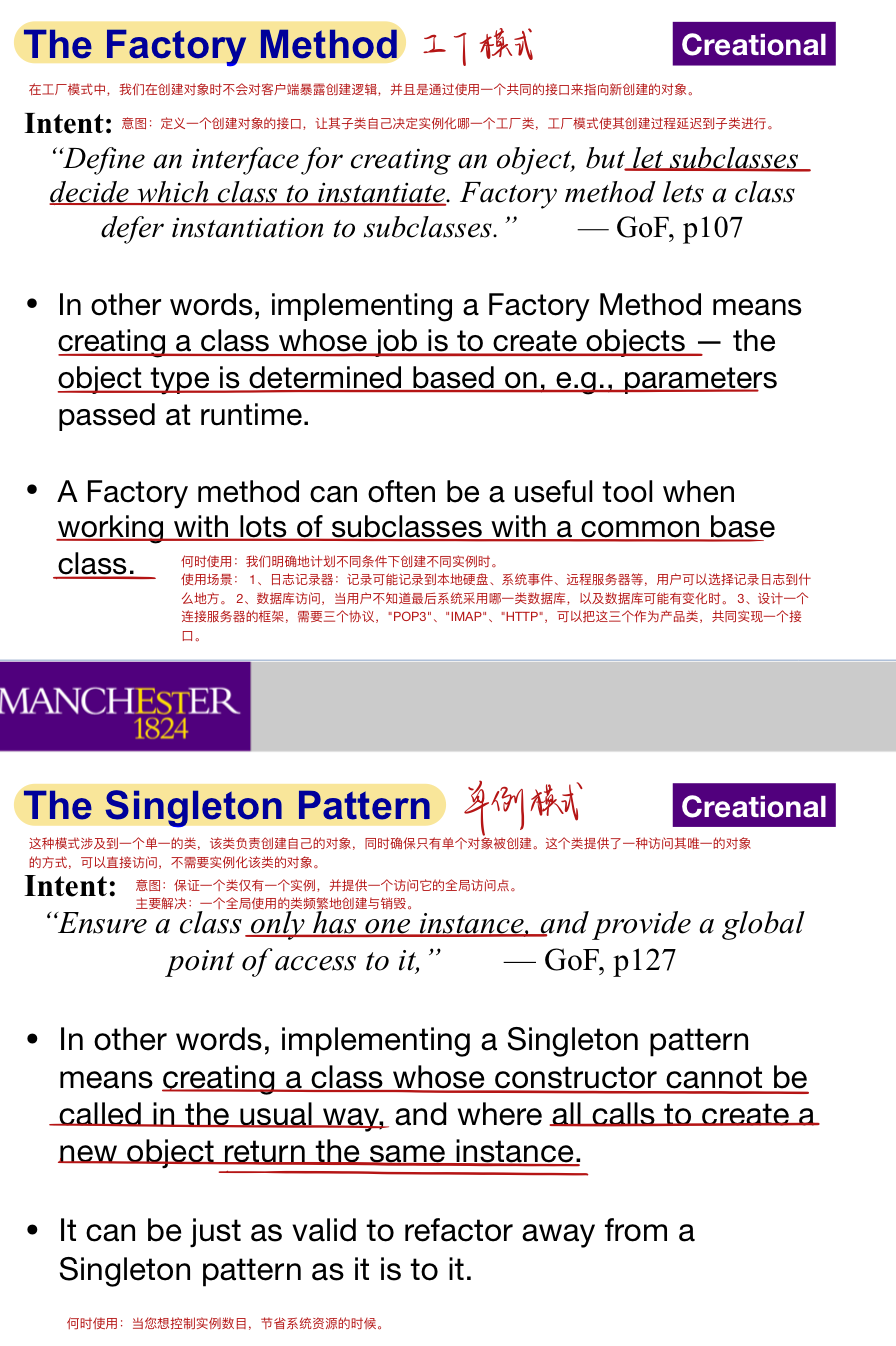 The Factory Method 工厂模式 Creational
在工厂模式中，我们在创建对象时不会对客户端暴露创建逻辑，并且是通过使用一个共同的接口来指向新创建的对象。
Intent: 意图：定义一个创建对象的接口，让其子类自己决定实例化哪一个工厂类，工厂模式使其创建过程延迟到子类进行。
“Define an interface for creating an object, but let subclasses
decide which class to instantiate. Factory method lets a class
defer instantiation to subclasses.” — GoF, p107
• In other words, implementing a Factory Method means
creating a class whose job is to create objects — the
object type is determined based on, e.g., parameters
passed at runtime.
• A Factory method can often be a useful tool when
working with lots of subclasses with a common base
class.
何时使用：我们明确地计划不同条件下创建不同实例时。
使用场景： 1、日志记录器：记录可能记录到本地硬盘、系统事件、远程服务器等，用户可以选择记录日志到什
么地方。 2、数据库访问，当用户不知道最后系统采用哪一类数据库，以及数据库可能有变化时。 3、设计一个
连接服务器的框架，需要三个协议，"POP3"、"IMAP"、"HTTP"，可以把这三个作为产品类，共同实现一个接
口。
MANCHESTER
1824
The Singleton Pattern 单例模式 Creational
这种模式涉及到一个单一的类，该类负责创建自己的对象，同时确保只有单个对象被创建。这个类提供了一种访问其唯一的对象
的方式，可以直接访问，不需要实例化该类的对象。
Intent: 意图：保证一个类仅有一个实例，并提供一个访问它的全局访问点。
主要解决：一个全局使用的类频繁地创建与销毁。
“Ensure a class only has one instance, and provide a global
point of access to it,” — GoF, p127
• In other words, implementing a Singleton pattern
means creating a class whose constructor cannot be
called in the usual way, and where all calls to create a
new object return the same instance.
• It can be just as valid to refactor away from a
Singleton pattern as it is to it.
何时使用：当您想控制实例数目，节省系统资源的时候。